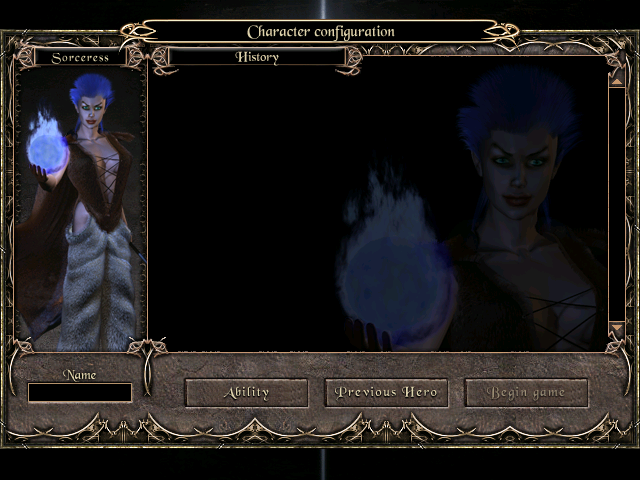 Character configuration
Sorceress
History
Name
Ability
Previous Hero
Begin game